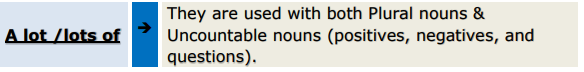 A lot /lots of
➔
They are used with both Plural nouns &
Uncountable nouns (positives, negatives, and
questions).